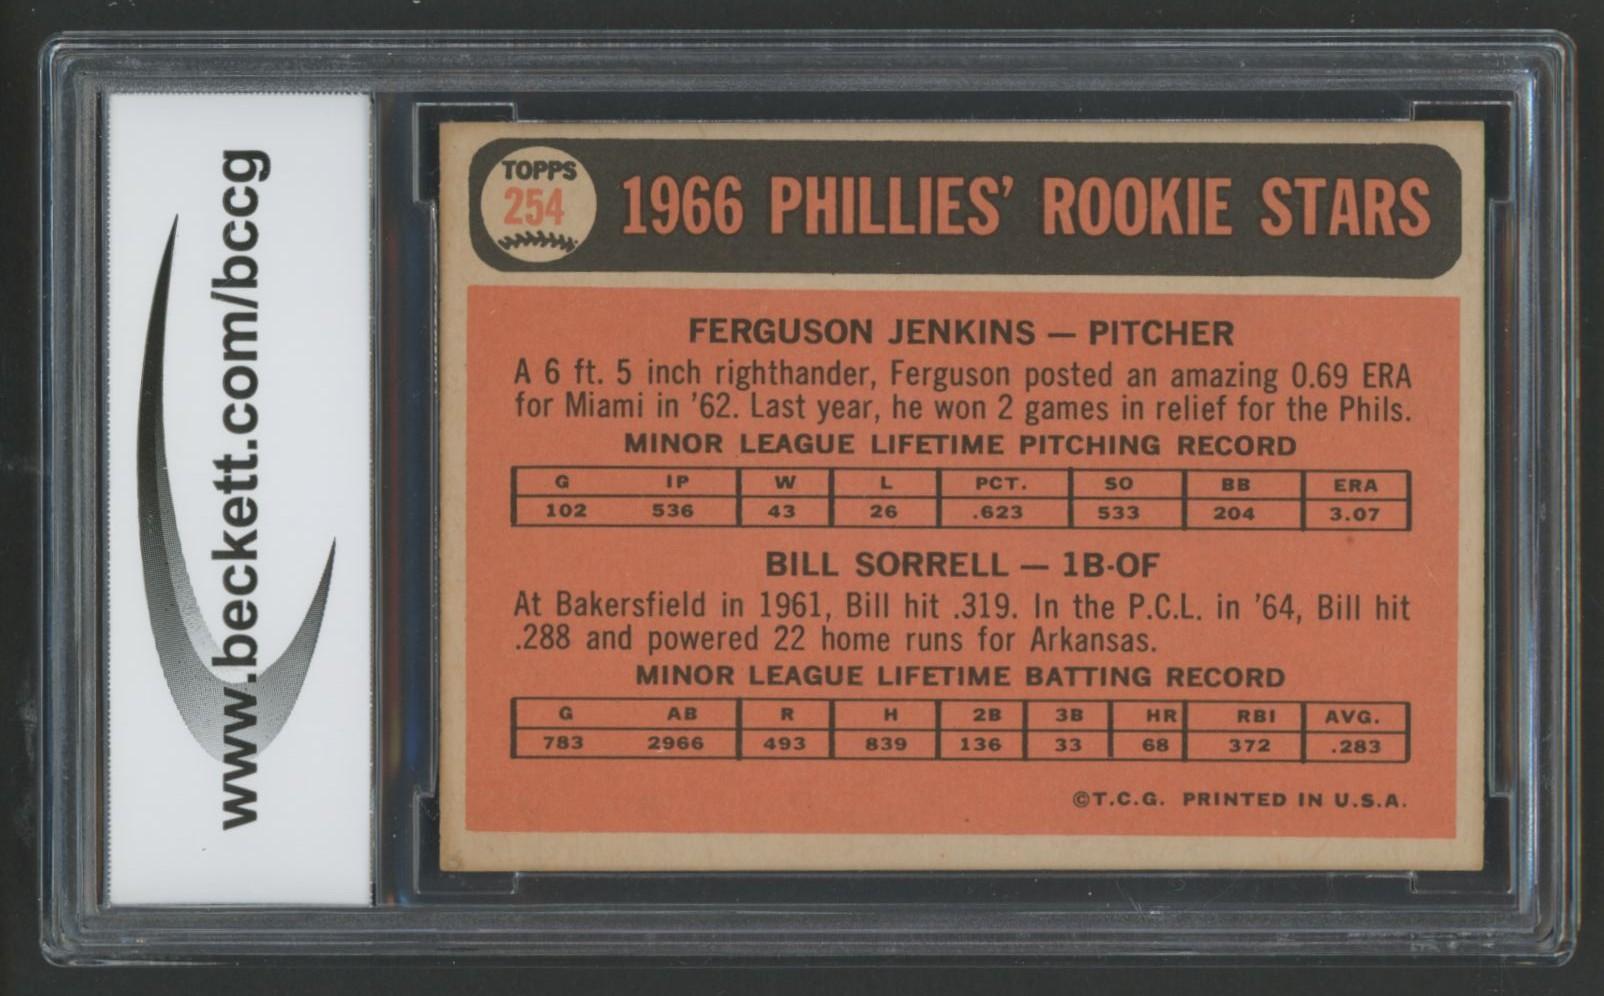 www.beckett.com/bccg
TOPPS
254
1966 PHILLIES' ROOKIE STARS
FERGUSON JENKINS — PITCHER
A 6 ft. 5 inch righthander, Ferguson posted an amazing 0.69 ERA
for Miami in '62. Last year, he won 2 games in relief for the Phils.
MINOR LEAGUE LIFETIME PITCHING RECORD
G IP W L PCT. SO BB ERA
102 536 43 26 .623 533 204 3.07
BILL SORRELL — 1B-OF
At Bakersfield in 1961, Bill hit .319. In the P.C.L. in '64, Bill hit
.288 and powered 22 home runs for Arkansas.
MINOR LEAGUE LIFETIME BATTING RECORD
G AB R H 2B 3B HR RBI AVG.
783 2966 493 839 136 33 68 372 .283
©T.C.G. PRINTED IN U.S.A.